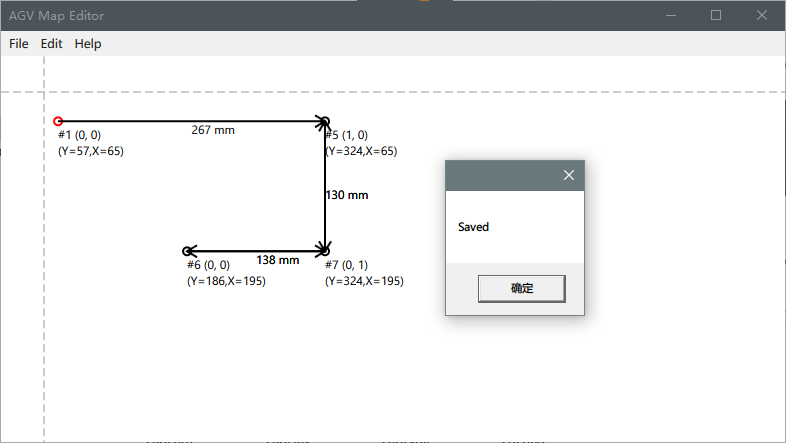 AGV Map Editor
File Edit Help
267 mm
#1 (0, 0)
(Y=57,X=65)
#5 (1, 0)
(Y=324,X=65)
130 mm
138 mm
#6 (0, 0)
(Y=186,X=195)
#7 (0, 1)
(Y=324,X=195)
Saved
确定